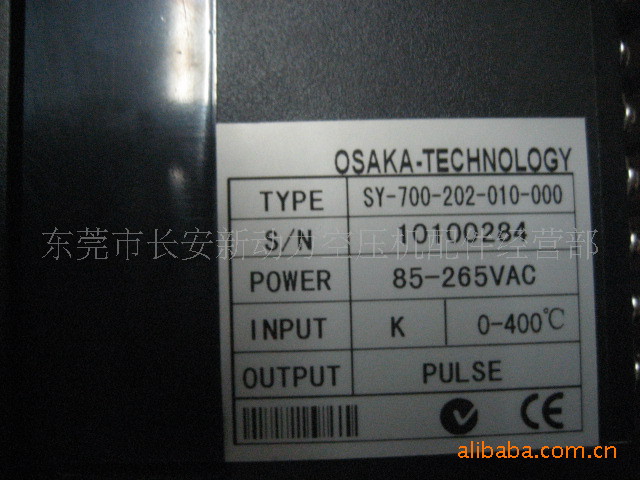 OSAKA-TECHNOLOGY
TYPE SY-700-202-010-000
S/N 10100284
东莞市长安新动力空压机配件经营部
POWER 85-265VAC
INPUT K 0-400℃
OUTPUT PULSE
CE
alibaba.com.cn